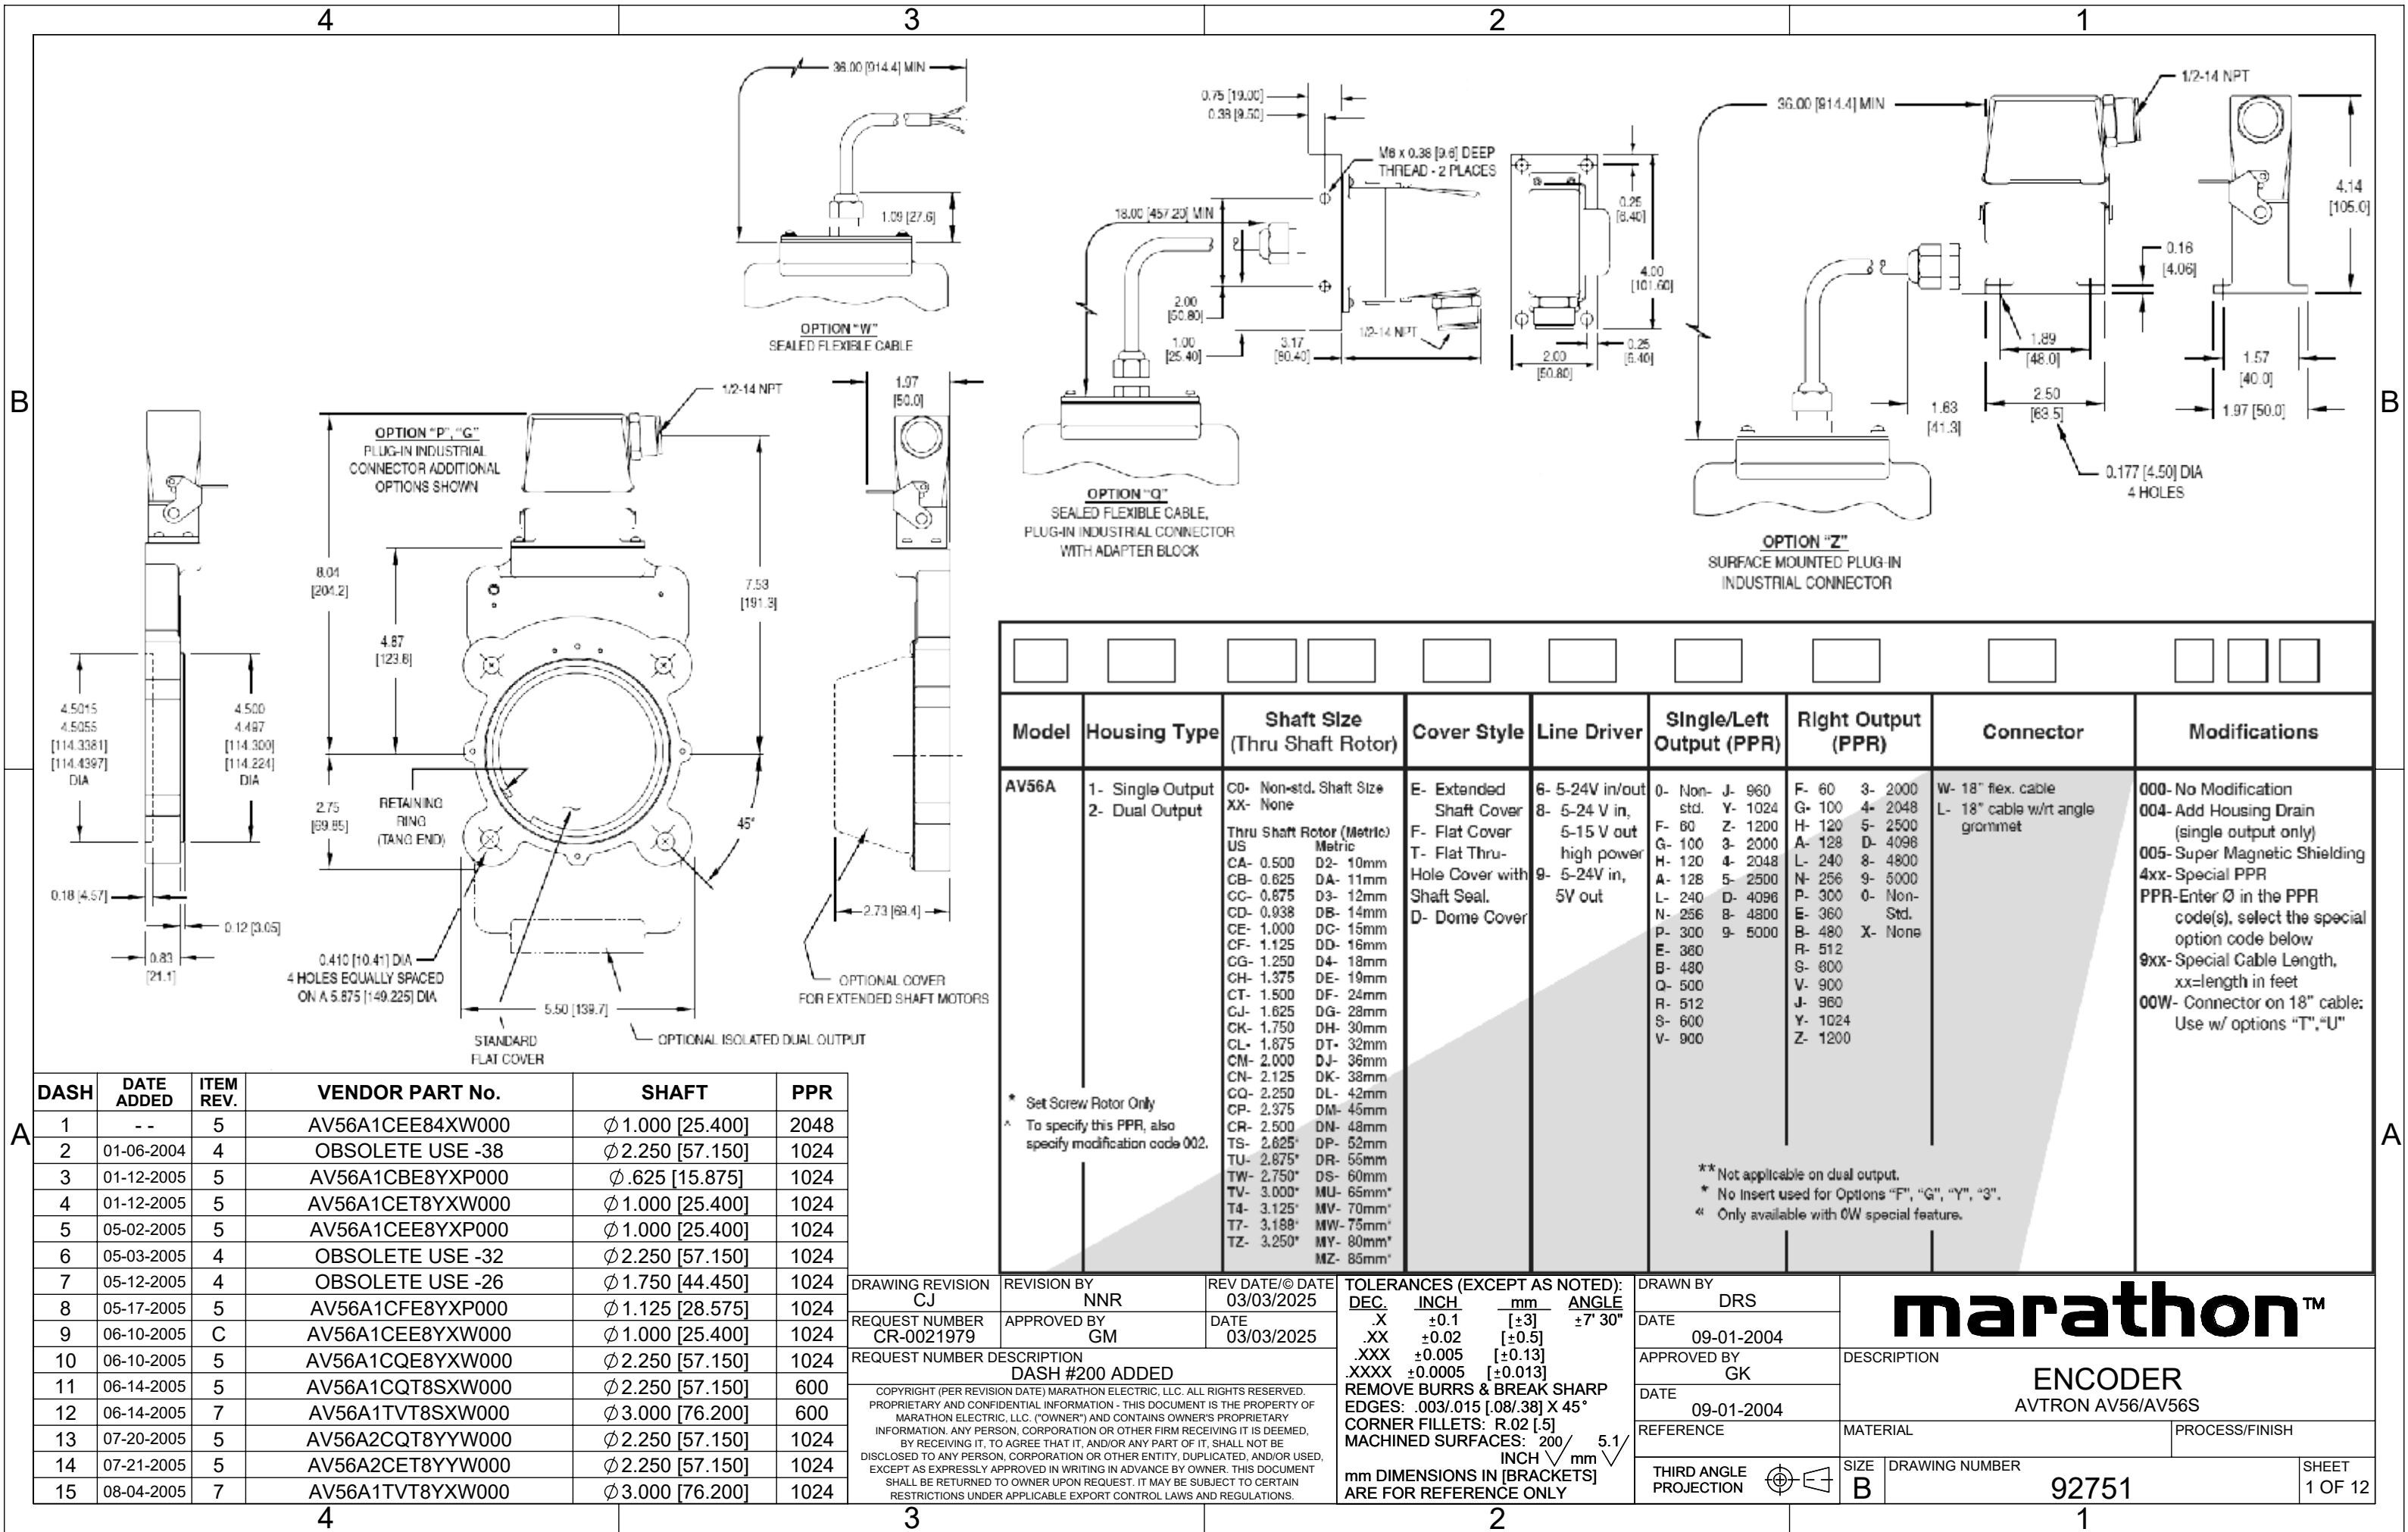 4
3
2
1
B
B
A
A
36.00 [914.4] MIN
1.09 [27.6]
OPTION "W"
SEALED FLEXIBLE CABLE
0.75 [19.00]
0.38 [9.50]
M6 x 0.38 [9.6] DEEP
THREAD - 2 PLACES
18.00 [457.20] MIN
0.25
[6.40]
4.00
[101.60]
2.00
[50.80]
1.00
[25.40]
3.17
[80.40]
1/2-14 NPT
2.00
[50.80]
0.25
[6.40]
OPTION "Q"
SEALED FLEXIBLE CABLE,
PLUG-IN INDUSTRIAL CONNECTOR
WITH ADAPTER BLOCK
36.00 [914.4] MIN
1/2-14 NPT
4.14
[105.0]
0.16
[4.06]
1.89
[48.0]
2.50
[63.5]
1.63
[41.3]
1.57
[40.0]
1.97 [50.0]
0.177 [4.50] DIA
4 HOLES
OPTION "Z"
SURFACE MOUNTED PLUG-IN
INDUSTRIAL CONNECTOR
1/2-14 NPT
1.97
[50.0]
OPTION "P", "G"
PLUG-IN INDUSTRIAL
CONNECTOR ADDITIONAL
OPTIONS SHOWN
8.04
[204.2]
7.53
[191.3]
4.87
[123.6]
4.5015
4.5055
[114.3381]
[114.4397]
DIA
4.500
4.497
[114.300]
[114.224]
DIA
2.75
[69.85]
RETAINING
RING
(TANG END)
45°
0.18 [4.57]
0.12 [3.05]
0.83
[21.1]
0.410 [10.41] DIA
4 HOLES EQUALLY SPACED
ON A 5.875 [149.225] DIA
5.50 [139.7]
2.73 [69.4]
OPTIONAL COVER
FOR EXTENDED SHAFT MOTORS
STANDARD
FLAT COVER
OPTIONAL ISOLATED DUAL OUTPUT
Model
Housing Type
Shaft Size
(Thru Shaft Rotor)
Cover Style
Line Driver
Single/Left
Output (PPR)
Right Output
(PPR)
Connector
Modifications
AV56A
1- Single Output
2- Dual Output
* Set Screw Rotor Only
^ To specify this PPR, also
specify modification code 002.
C0- Non-std. Shaft Size
XX- None
Thru Shaft Rotor (Metric)
US Metric
CA- 0.500 D2- 10mm
CB- 0.625 DA- 11mm
CC- 0.875 D3- 12mm
CD- 0.938 DB- 14mm
CE- 1.000 DC- 15mm
CF- 1.125 DD- 16mm
CG- 1.250 D4- 18mm
CH- 1.375 DE- 19mm
CT- 1.500 DF- 24mm
CJ- 1.625 DG- 28mm
CK- 1.750 DH- 30mm
CL- 1.875 DT- 32mm
CM- 2.000 DJ- 36mm
CN- 2.125 DK- 38mm
CQ- 2.250 DL- 42mm
CP- 2.375 DM- 45mm
CR- 2.500 DN- 48mm
TS- 2.625* DP- 52mm
TU- 2.875* DR- 55mm
TW- 2.750* DS- 60mm
TV- 3.000* MU- 65mm*
T4- 3.125* MV- 70mm*
T7- 3.188* MW- 75mm*
TZ- 3.250* MY- 80mm*
MZ- 85mm*
E- Extended
Shaft Cover
F- Flat Cover
T- Flat Thru-
Hole Cover with
Shaft Seal.
D- Dome Cover
6- 5-24V in/out
8- 5-24 V in,
5-15 V out
high power
9- 5-24V in,
5V out
0- Non- J- 960
std. Y- 1024
F- 60 Z- 1200
G- 100 3- 2000
H- 120 4- 2048
A- 128 5- 2500
L- 240 D- 4096
N- 256 8- 4800
P- 300 9- 5000
E- 360
B- 480
Q- 500
R- 512
S- 600
V- 900
F- 60 3- 2000
G- 100 4- 2048
H- 120 5- 2500
A- 128 D- 4096
L- 240 8- 4800
N- 256 9- 5000
P- 300 0- Non-
E- 360 Std.
B- 480 X- None
R- 512
S- 600
V- 900
J- 960
Y- 1024
Z- 1200
W- 18" flex. cable
L- 18" cable w/rt angle
grommet
000- No Modification
004- Add Housing Drain
(single output only)
005- Super Magnetic Shielding
4xx- Special PPR
PPR-Enter Ø in the PPR
code(s), select the special
option code below
9xx- Special Cable Length,
xx=length in feet
00W- Connector on 18" cable:
Use w/ options "T","U"
** Not applicable on dual output.
* No Insert used for Options "F", "G", "Y", "3".
« Only available with 0W special feature.
DASH DATE ADDED ITEM REV. VENDOR PART No. SHAFT PPR
1 - - 5 AV56A1CEE84XW000 Ø1.000 [25.400] 2048
2 01-06-2004 4 OBSOLETE USE -38 Ø2.250 [57.150] 1024
3 01-12-2005 5 AV56A1CBE8YXP000 Ø.625 [15.875] 1024
4 01-12-2005 5 AV56A1CET8YXW000 Ø1.000 [25.400] 1024
5 05-02-2005 5 AV56A1CEE8YXP000 Ø1.000 [25.400] 1024
6 05-03-2005 4 OBSOLETE USE -32 Ø2.250 [57.150] 1024
7 05-12-2005 4 OBSOLETE USE -26 Ø1.750 [44.450] 1024
8 05-17-2005 5 AV56A1CFE8YXP000 Ø1.125 [28.575] 1024
9 06-10-2005 C AV56A1CEE8YXW000 Ø1.000 [25.400] 1024
10 06-10-2005 5 AV56A1CQE8YXW000 Ø2.250 [57.150] 1024
11 06-14-2005 5 AV56A1CQT8SXW000 Ø2.250 [57.150] 600
12 06-14-2005 7 AV56A1TVT8SXW000 Ø3.000 [76.200] 600
13 07-20-2005 5 AV56A2CQT8YYW000 Ø2.250 [57.150] 1024
14 07-21-2005 5 AV56A2CET8YYW000 Ø2.250 [57.150] 1024
15 08-04-2005 7 AV56A1TVT8YXW000 Ø3.000 [76.200] 1024
DRAWING REVISION
CJ
REVISION BY
NNR
REV DATE/© DATE
03/03/2025
REQUEST NUMBER
CR-0021979
APPROVED BY
GM
DATE
03/03/2025
REQUEST NUMBER DESCRIPTION
DASH #200 ADDED
COPYRIGHT (PER REVISION DATE) MARATHON ELECTRIC, LLC. ALL RIGHTS RESERVED.
PROPRIETARY AND CONFIDENTIAL INFORMATION - THIS DOCUMENT IS THE PROPERTY OF
MARATHON ELECTRIC, LLC. ("OWNER") AND CONTAINS OWNER'S PROPRIETARY
INFORMATION. ANY PERSON, CORPORATION OR OTHER FIRM RECEIVING IT IS DEEMED,
BY RECEIVING IT, TO AGREE THAT IT, AND/OR ANY PART OF IT, SHALL NOT BE
DISCLOSED TO ANY PERSON, CORPORATION OR OTHER ENTITY, DUPLICATED, AND/OR USED,
EXCEPT AS EXPRESSLY APPROVED IN WRITING IN ADVANCE BY OWNER. THIS DOCUMENT
SHALL BE RETURNED TO OWNER UPON REQUEST. IT MAY BE SUBJECT TO CERTAIN
RESTRICTIONS UNDER APPLICABLE EXPORT CONTROL LAWS AND REGULATIONS.
TOLERANCES (EXCEPT AS NOTED):
DEC. INCH mm ANGLE
.X ±0.1 [±3] ±7' 30"
.XX ±0.02 [±0.5]
.XXX ±0.005 [±0.13]
.XXXX ±0.0005 [±0.013]
REMOVE BURRS & BREAK SHARP
EDGES: .003/.015 [.08/.38] X 45°
CORNER FILLETS: R.02 [.5]
MACHINED SURFACES: 200/ 5.1/
INCH mm
mm DIMENSIONS IN [BRACKETS]
ARE FOR REFERENCE ONLY
DRAWN BY
DRS
DATE
09-01-2004
APPROVED BY
GK
DATE
09-01-2004
REFERENCE
THIRD ANGLE
PROJECTION
marathon™
DESCRIPTION
ENCODER
AVTRON AV56/AV56S
MATERIAL
PROCESS/FINISH
SIZE
B
DRAWING NUMBER
92751
SHEET
1 OF 12
4
3
2
1